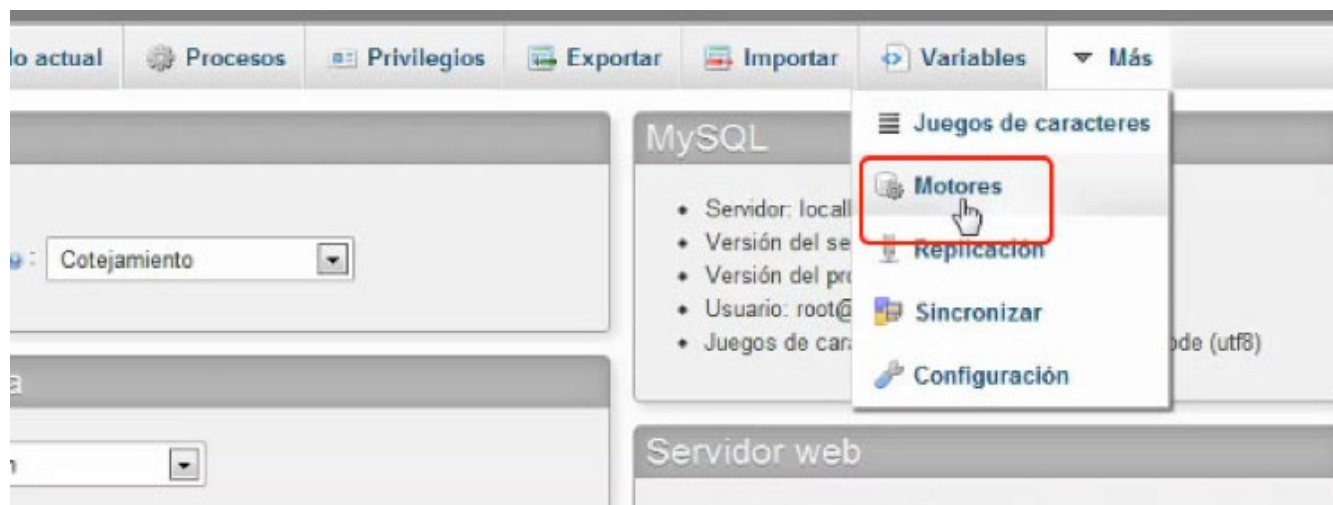 lo actual Procesos Privilegios Exportar Importar Variables Más
Juegos de caracteres
Motores
Replicación
Sincronizar
Configuración
Cotejamiento
MySQL
Servidor: locall
Versión del se
Versión del pro
Usuario: root@
Juegos de cara
ode (utf8)
Servidor web